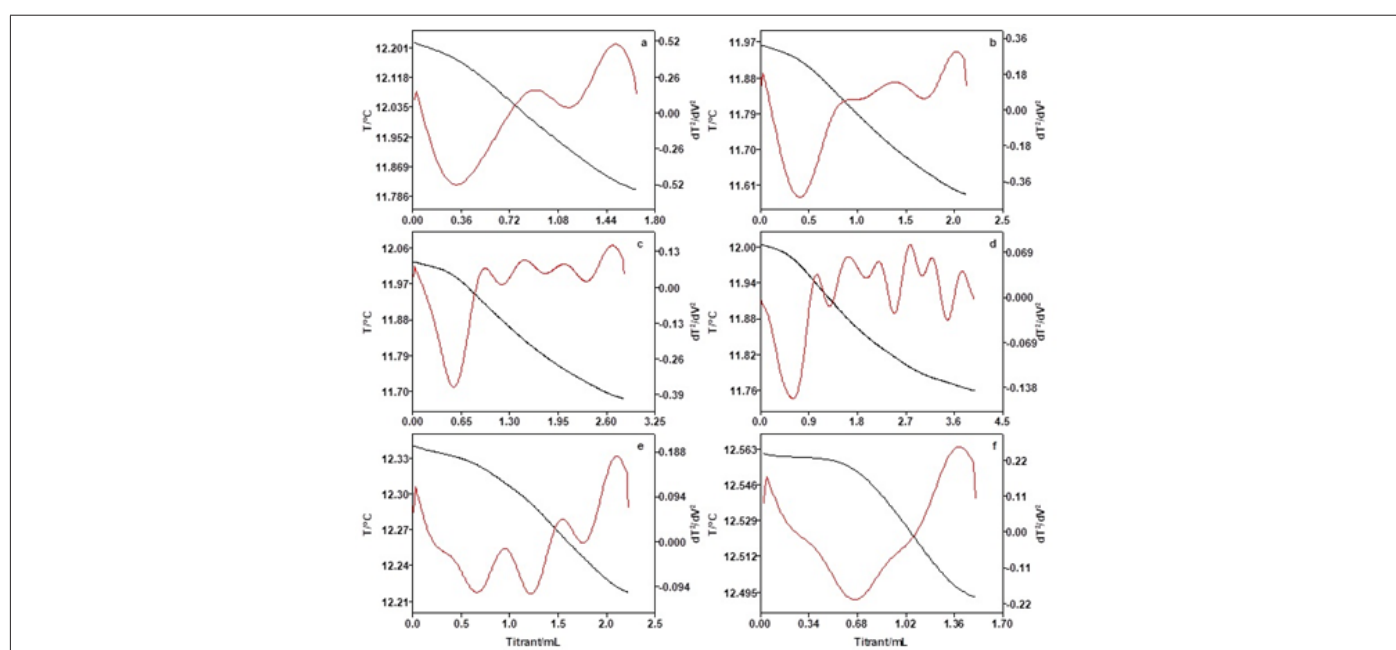 a
T/°C
12.201
12.118
12.035
11.952
11.869
11.786
0.52
0.26
0.00
-0.26
-0.52
dT²/dV²
0.00 0.36 0.72 1.08 1.44 1.80
b
T/°C
11.97
11.88
11.79
11.70
11.61
0.36
0.18
0.00
-0.18
-0.36
dT²/dV²
0.0 0.5 1.0 1.5 2.0 2.5
c
T/°C
12.06
11.97
11.88
11.79
11.70
0.13
0.00
-0.13
-0.26
-0.39
dT²/dV²
0.00 0.65 1.30 1.95 2.60 3.25
d
T/°C
12.00
11.94
11.88
11.82
11.76
0.069
0.000
-0.069
-0.138
dT²/dV²
0.0 0.9 1.8 2.7 3.6 4.5
e
T/°C
12.33
12.30
12.27
12.24
12.21
0.188
0.094
0.000
-0.094
dT²/dV²
0.0 0.5 1.0 1.5 2.0 2.5
Titrant/mL
f
T/°C
12.563
12.546
12.529
12.512
12.495
0.22
0.11
0.00
-0.11
-0.22
dT²/dV²
0.00 0.34 0.68 1.02 1.36 1.70
Titrant/mL